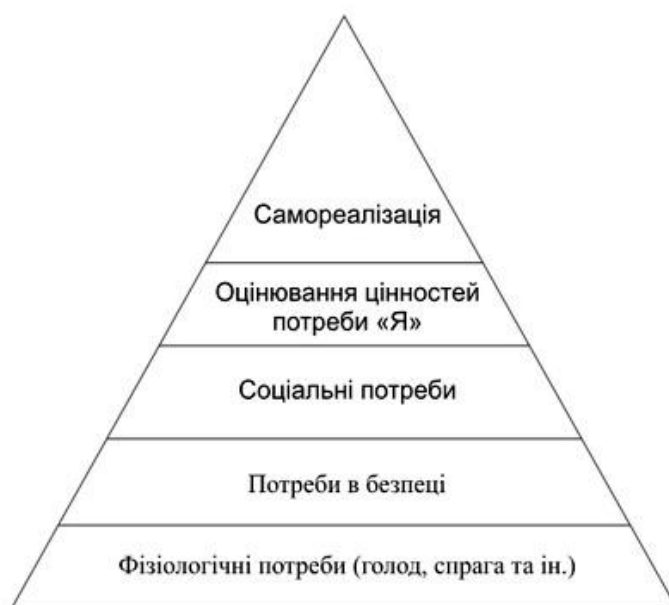 Самореалізація
Оцінювання цінностей
потреби «Я»
Соціальні потреби
Потреби в безпеці
Фізіологічні потреби (голод, спрага та ін.)